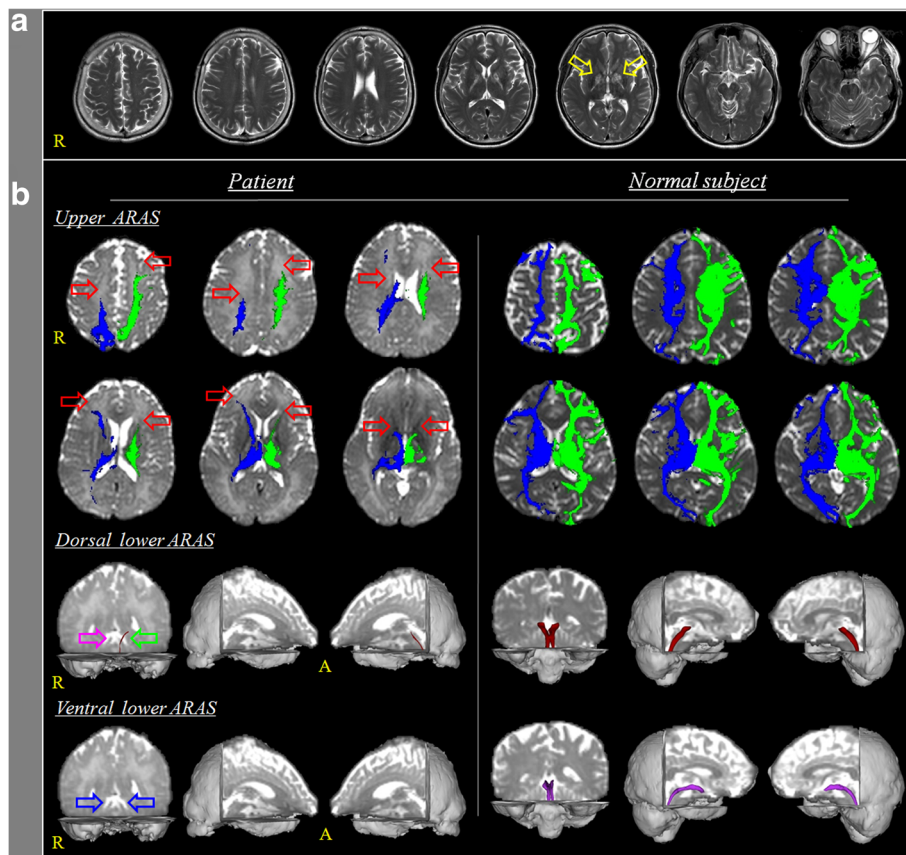 a
R
b
Patient
Normal subject
Upper ARAS
R
Dorsal lower ARAS
R
A
Ventral lower ARAS
R
A